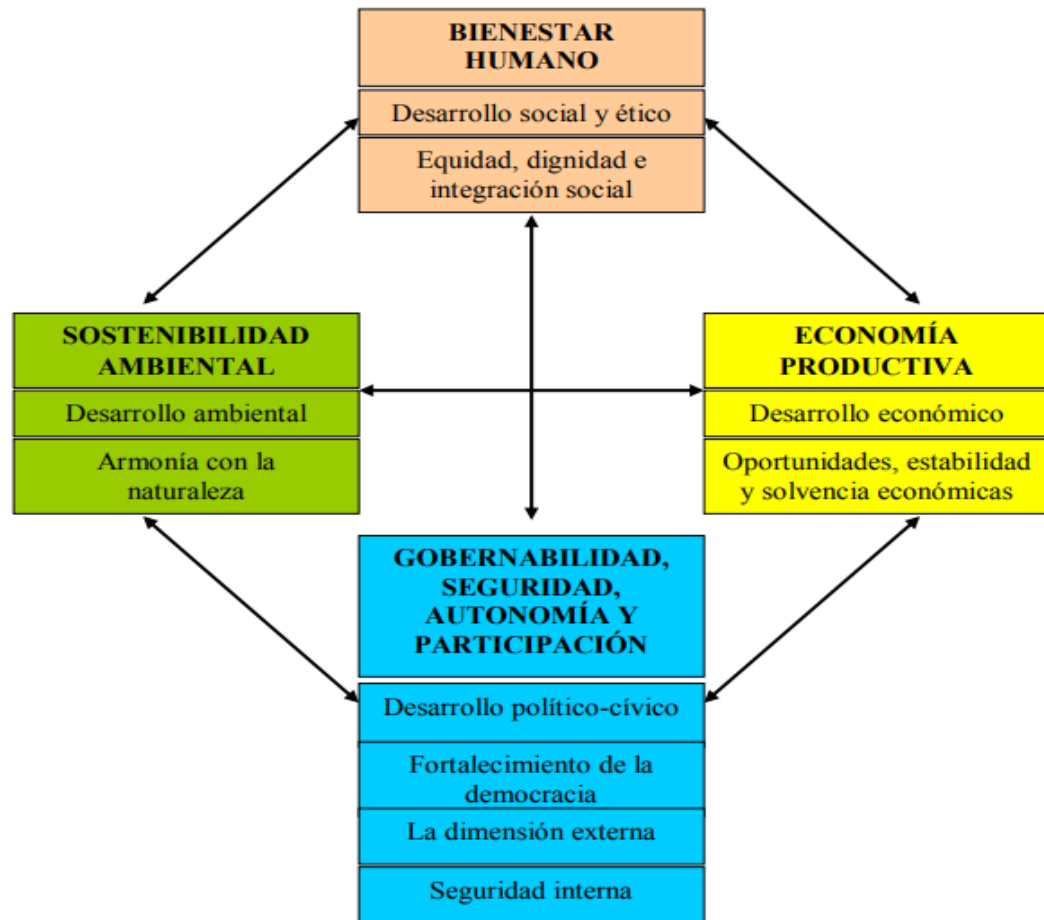 BIENESTAR
HUMANO
Desarrollo social y ético
Equidad, dignidad e
integración social
SOSTENIBILIDAD
AMBIENTAL
Desarrollo ambiental
Armonía con la
naturaleza
ECONOMÍA
PRODUCTIVA
Desarrollo económico
Oportunidades, estabilidad
y solvencia económicas
GOBERNABILIDAD,
SEGURIDAD,
AUTONOMÍA Y
PARTICIPACIÓN
Desarrollo político-cívico
Fortalecimiento de la
democracia
La dimensión externa
Seguridad interna